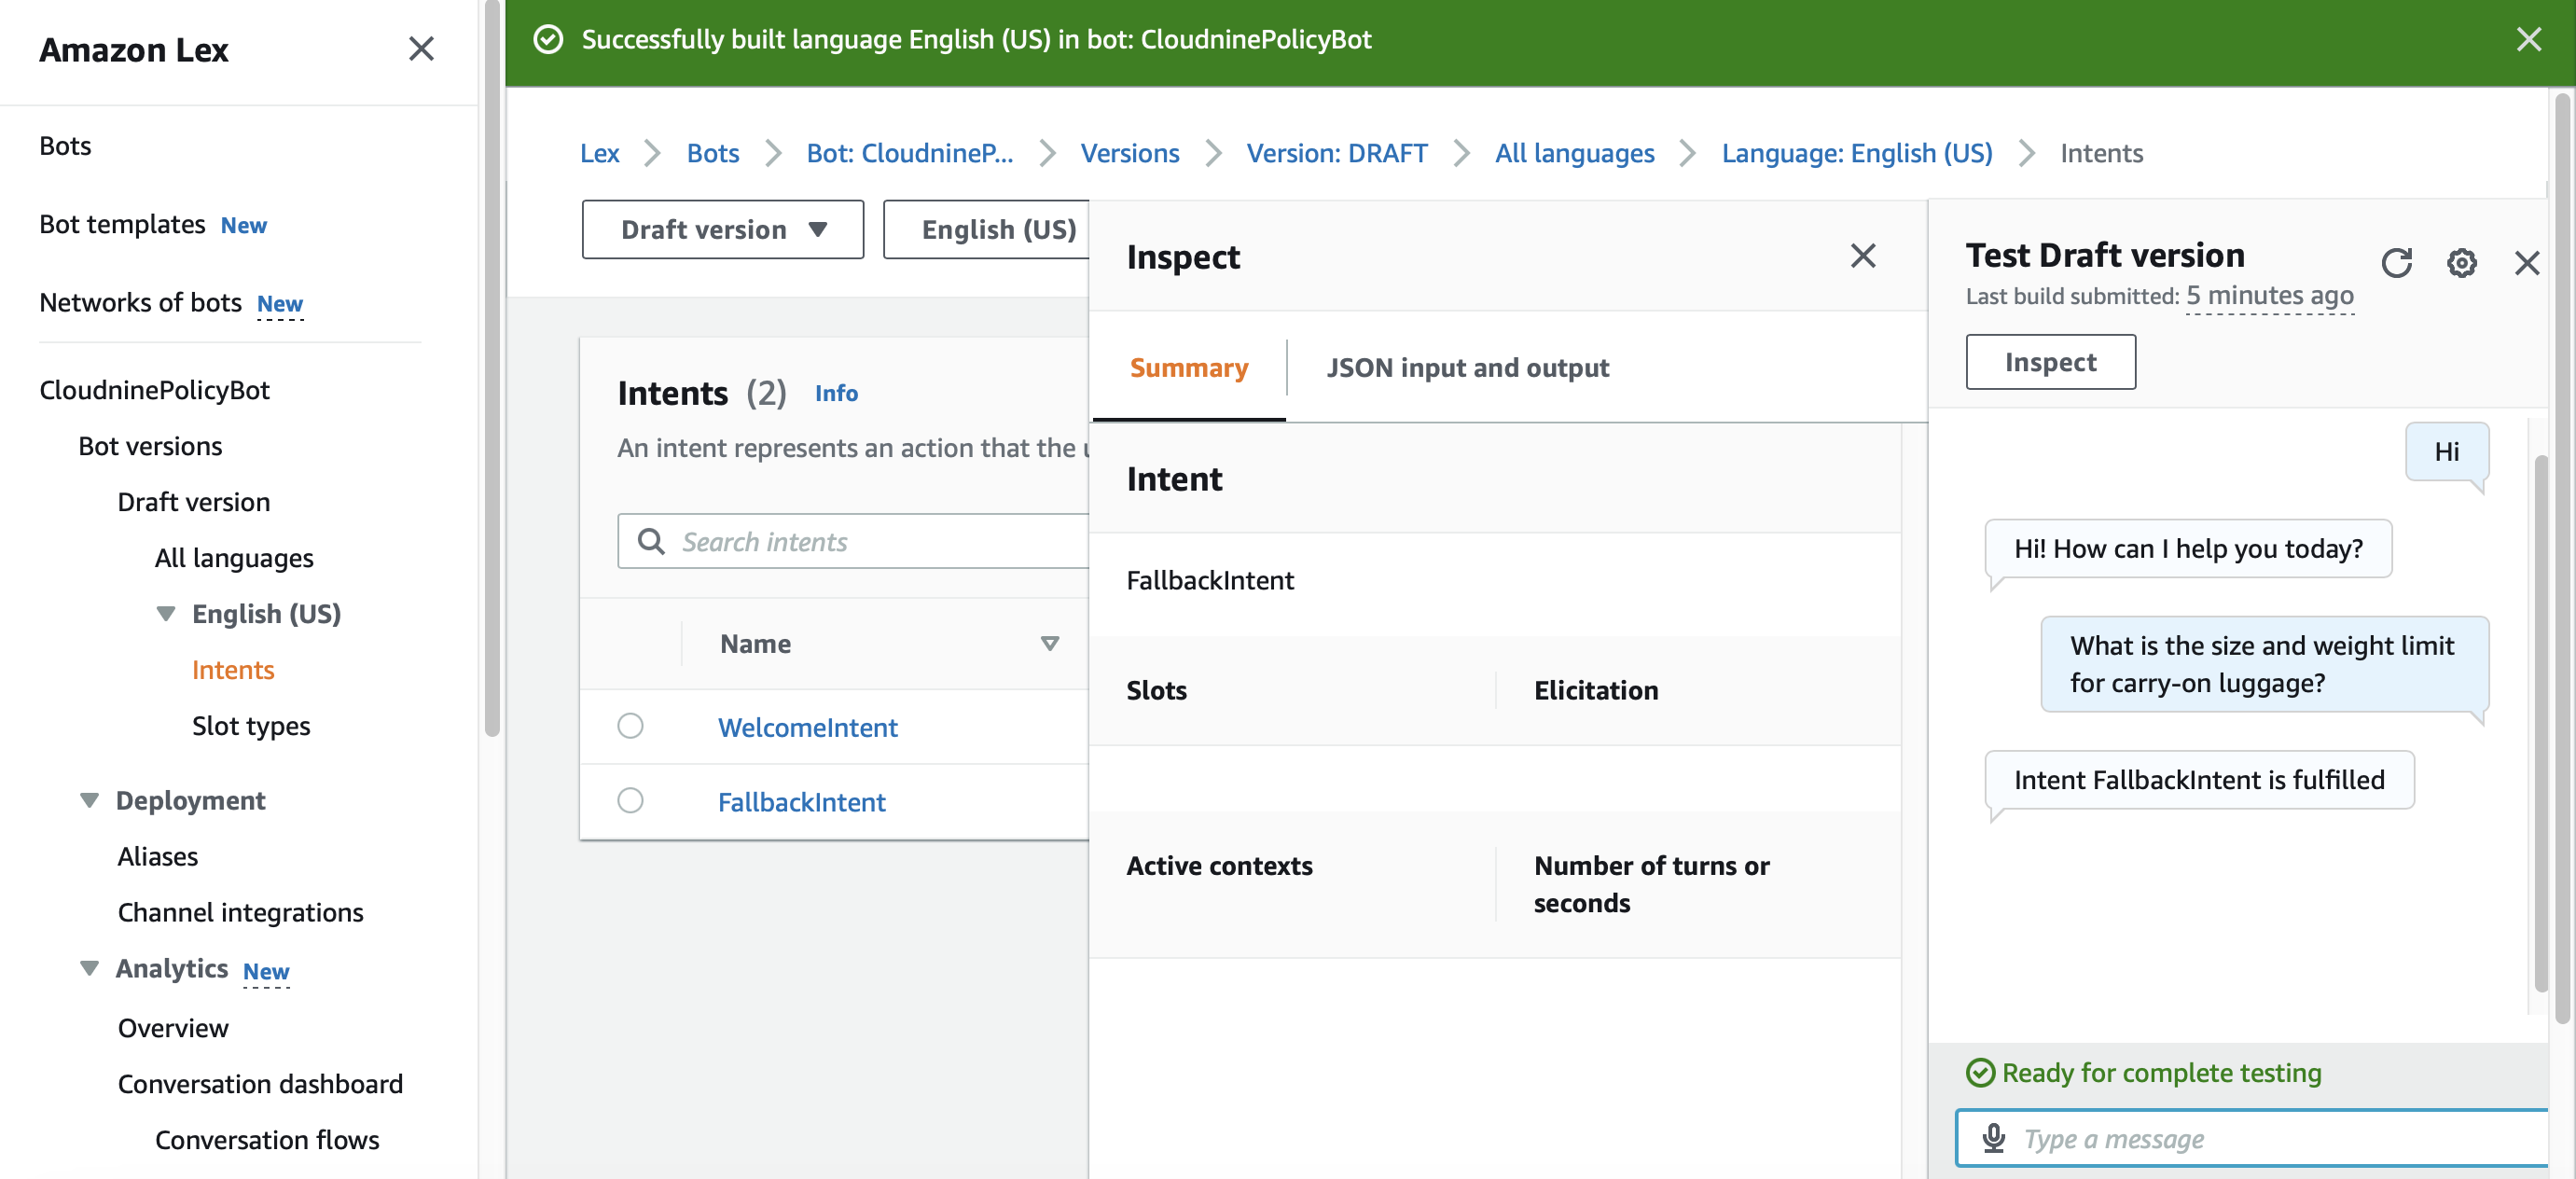 Amazon Lex
Bots
Bot templates New
Networks of bots New
CloudninePolicyBot
Bot versions
Draft version
All languages
English (US)
Intents
Slot types
Deployment
Aliases
Channel integrations
Analytics New
Overview
Conversation dashboard
Conversation flows
Successfully built language English (US) in bot: CloudninePolicyBot
Lex Bots Bot: CloudnineP... Versions Version: DRAFT All languages Language: English (US) Intents
Draft version English (US)
Intents (2) Info
An intent represents an action that the
Search intents
Name
WelcomeIntent
FallbackIntent
Inspect
Summary JSON input and output
Intent
FallbackIntent
Slots Elicitation
Active contexts Number of turns or
seconds
Test Draft version
Last build submitted: 5 minutes ago
Inspect
Hi
Hi! How can I help you today?
What is the size and weight limit
for carry-on luggage?
Intent FallbackIntent is fulfilled
Ready for complete testing
Type a message